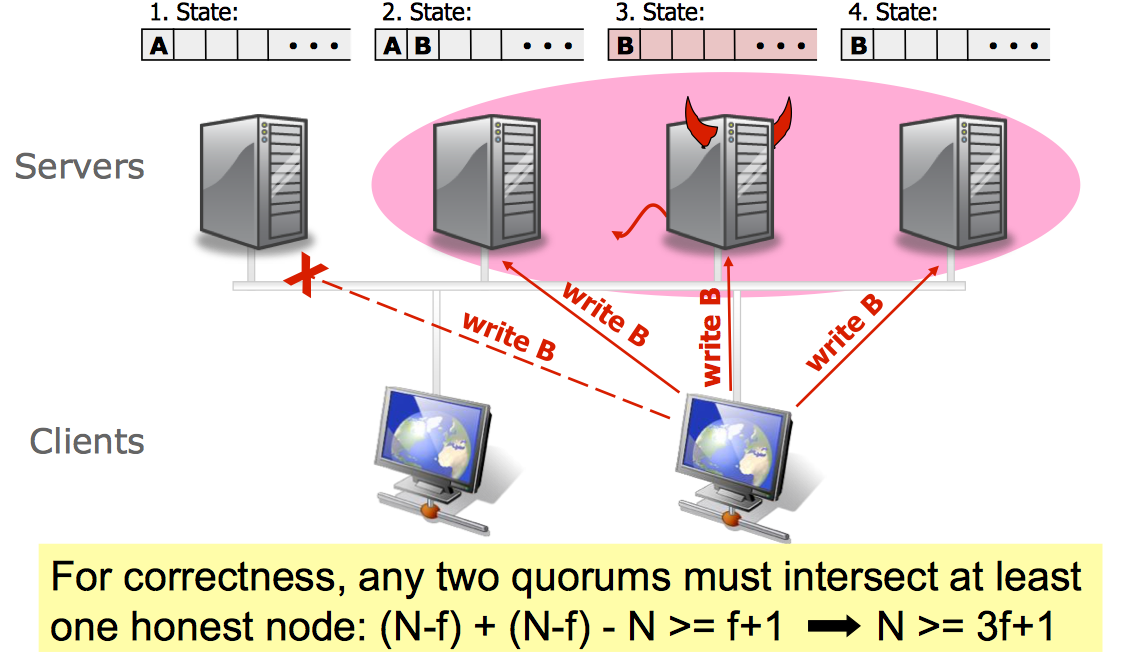 1. State:
2. State:
3. State:
4. State:
A • • •
A B • • •
B • • •
B • • •
Servers
write B
write B
write B
write B
Clients
For correctness, any two quorums must intersect at least
one honest node: (N-f) + (N-f) - N >= f+1 ➡ N >= 3f+1